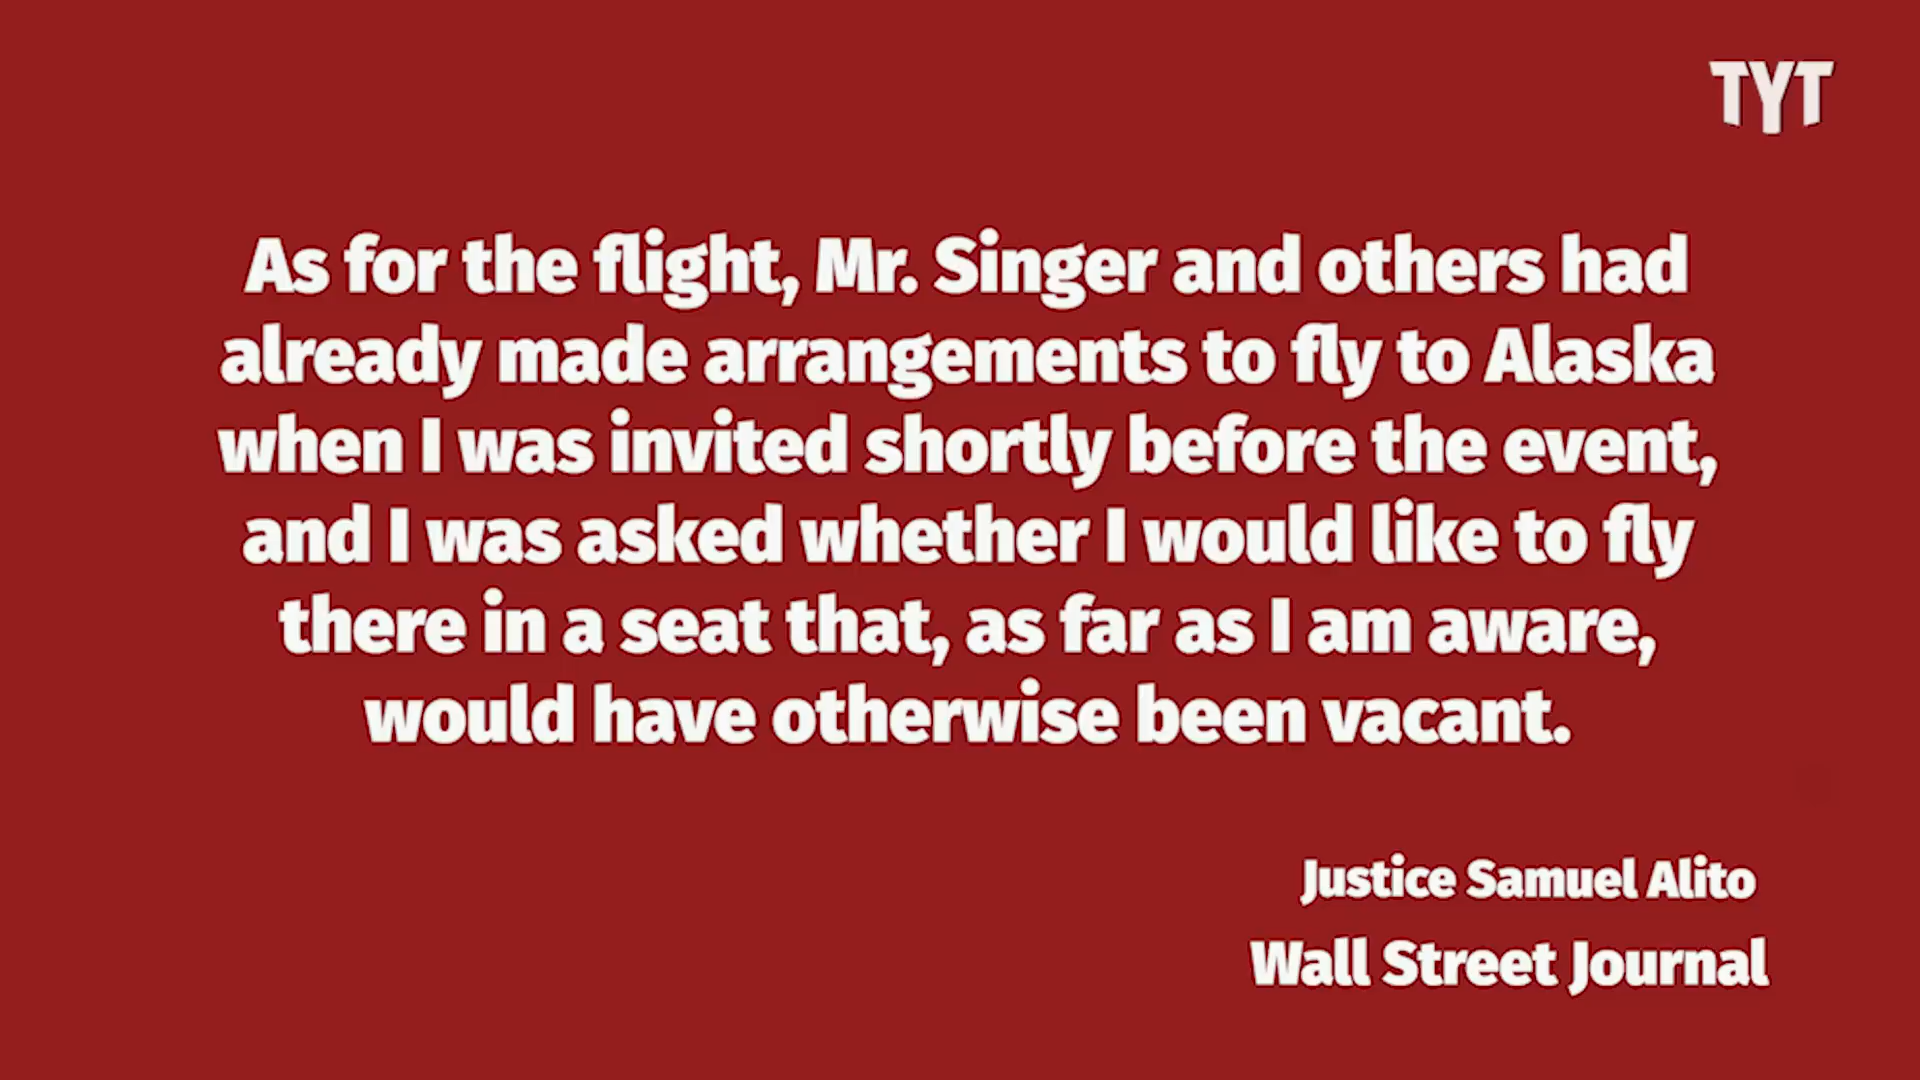 TYT
As for the flight, Mr. Singer and others had
already made arrangements to fly to Alaska
when I was invited shortly before the event,
and I was asked whether I would like to fly
there in a seat that, as far as I am aware,
would have otherwise been vacant.
Justice Samuel Alito
Wall Street Journal